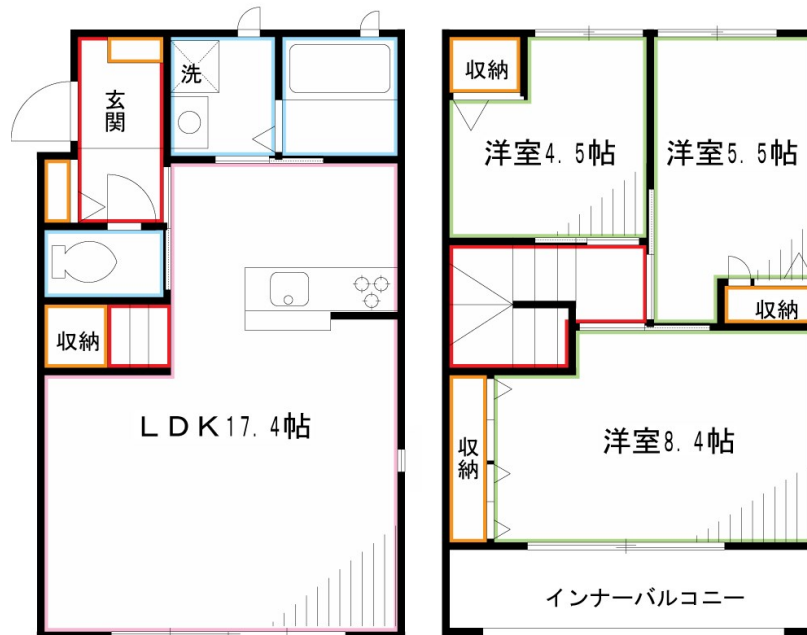 洗
玄関
収納
LDK17.4帖
収納
洋室4.5帖
洋室5.5帖
収納
収納
洋室8.4帖
インナーバルコニー